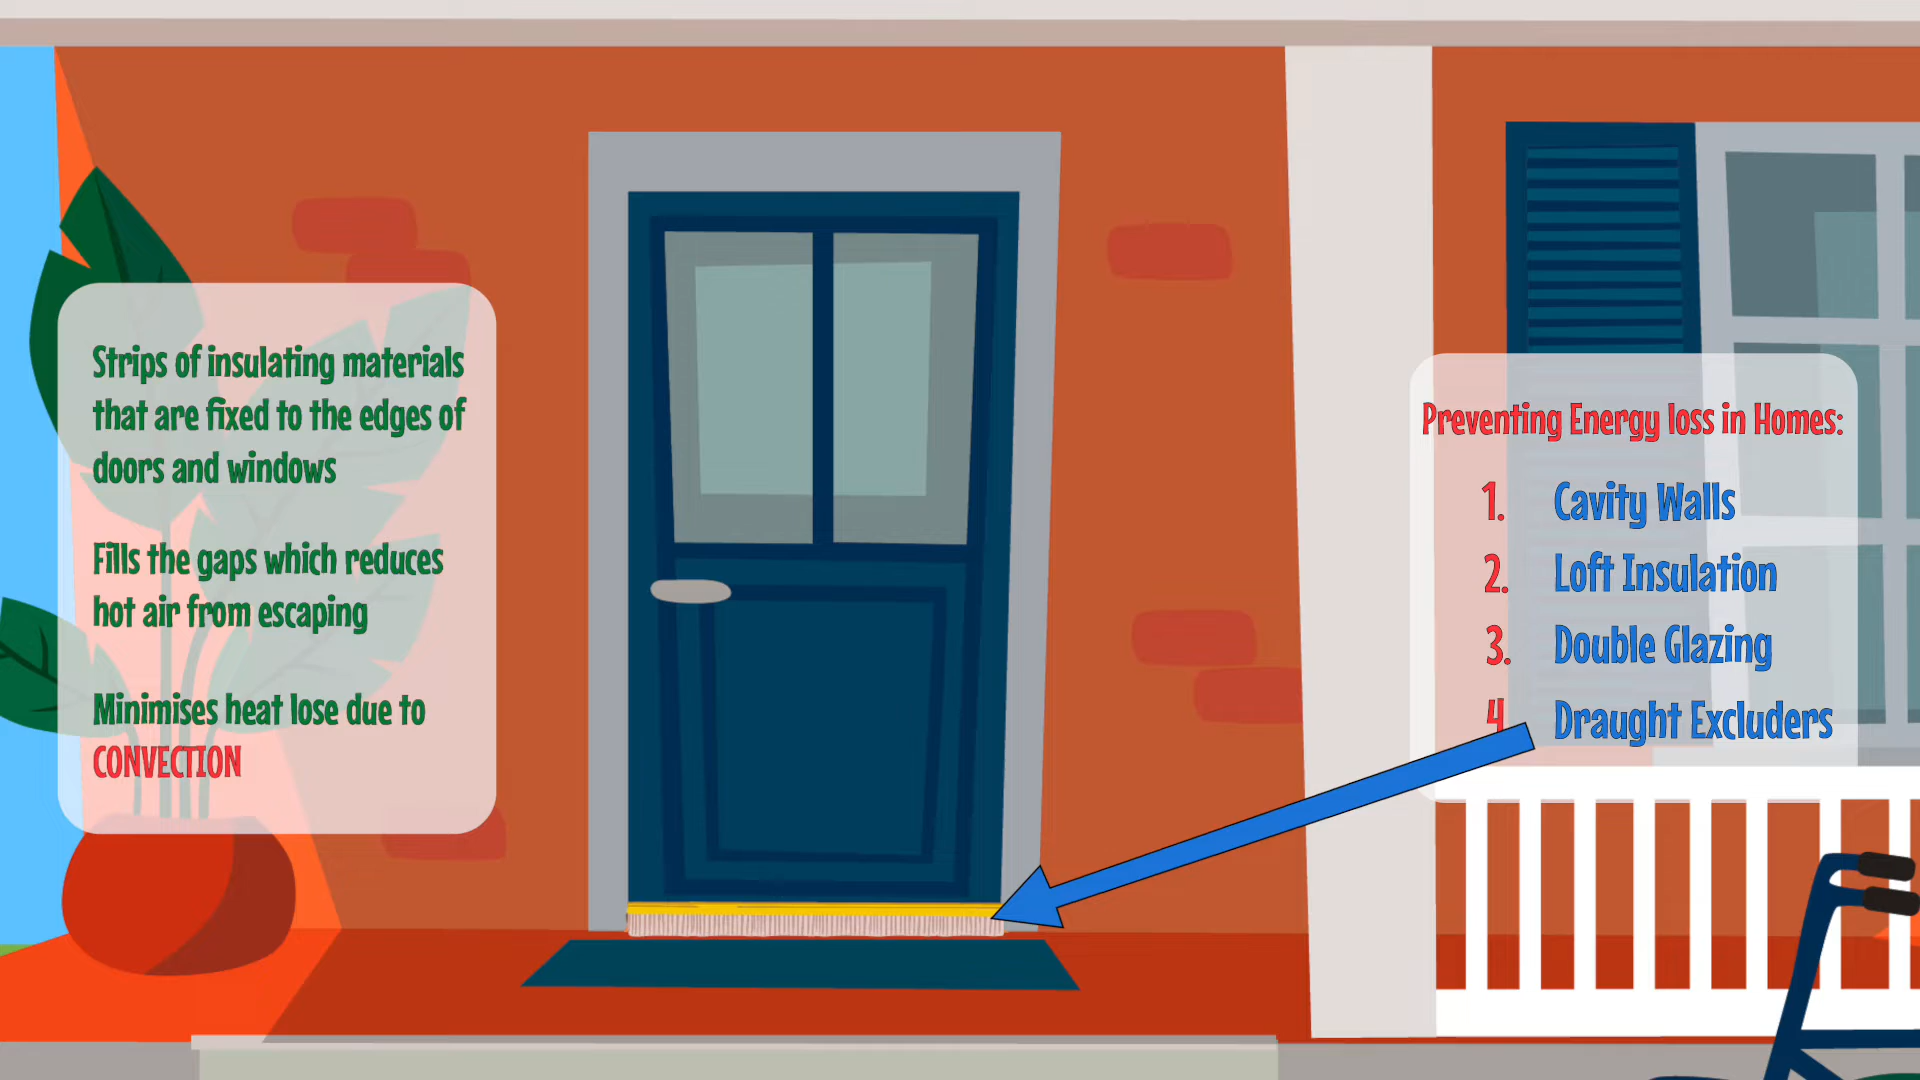 Strips of insulating materials
that are fixed to the edges of
doors and windows
Fills the gaps which reduces
hot air from escaping
Minimises heat lose due to
CONVECTION
Preventing Energy loss in Homes:
1. Cavity Walls
2. Loft Insulation
3. Double Glazing
4 Draught Excluders